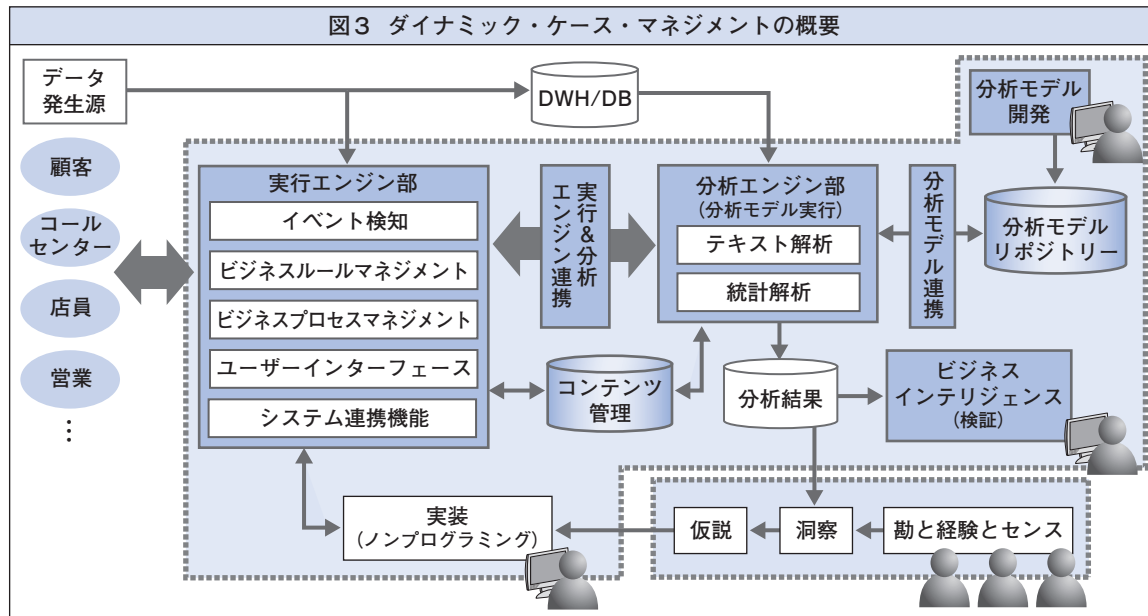 図3 ダイナミック・ケース・マネジメントの概要
データ
発生源
DWH/DB
分析モデル
開発
顧客
コール
センター
店員
営業
…
実行エンジン部
イベント検知
ビジネスルールマネジメント
ビジネスプロセスマネジメント
ユーザーインターフェース
システム連携機能
実行&分析
エンジン連携
分析エンジン部
(分析モデル実行)
テキスト解析
統計解析
分析モデル連携
分析モデル
リポジトリー
コンテンツ
管理
分析結果
ビジネス
インテリジェンス
(検証)
実装
(ノンプログラミング)
仮説
洞察
勘と経験とセンス